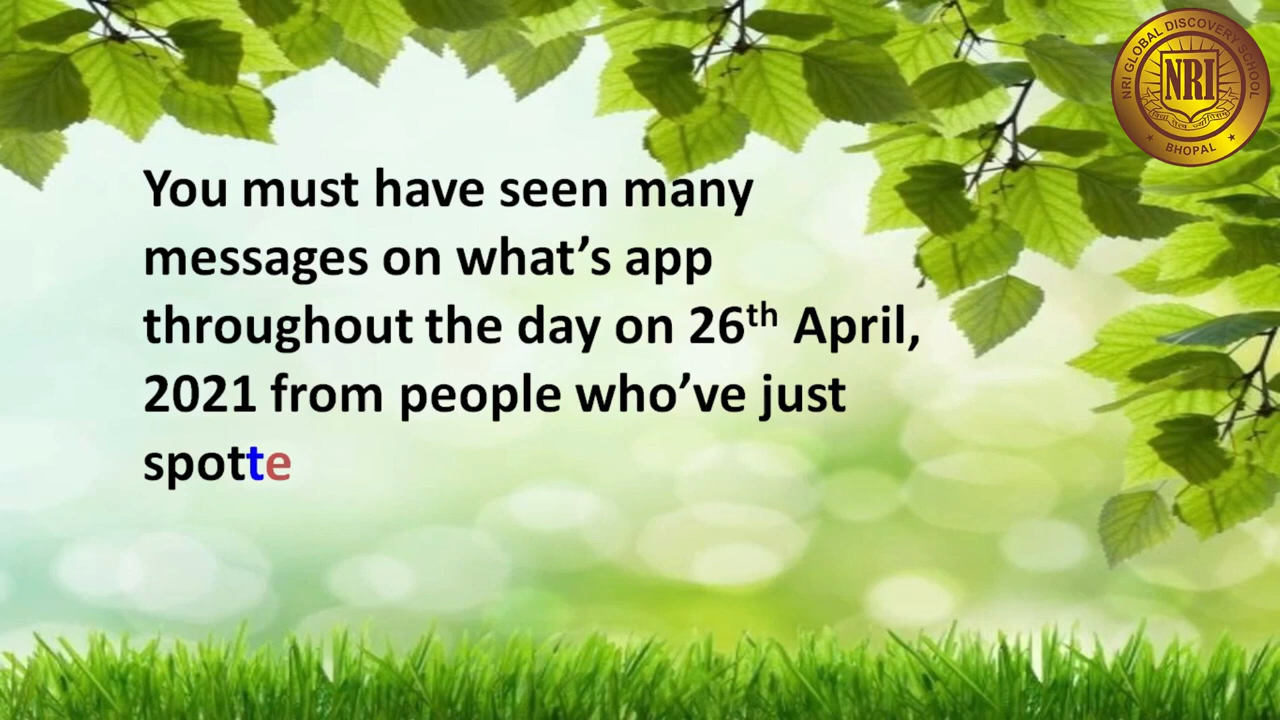 You must have seen many
messages on what’s app
throughout the day on 26th April,
2021 from people who’ve just
spotte
NRI GLOBAL DISCOVERY SCHOOL
NRI
BHOPAL